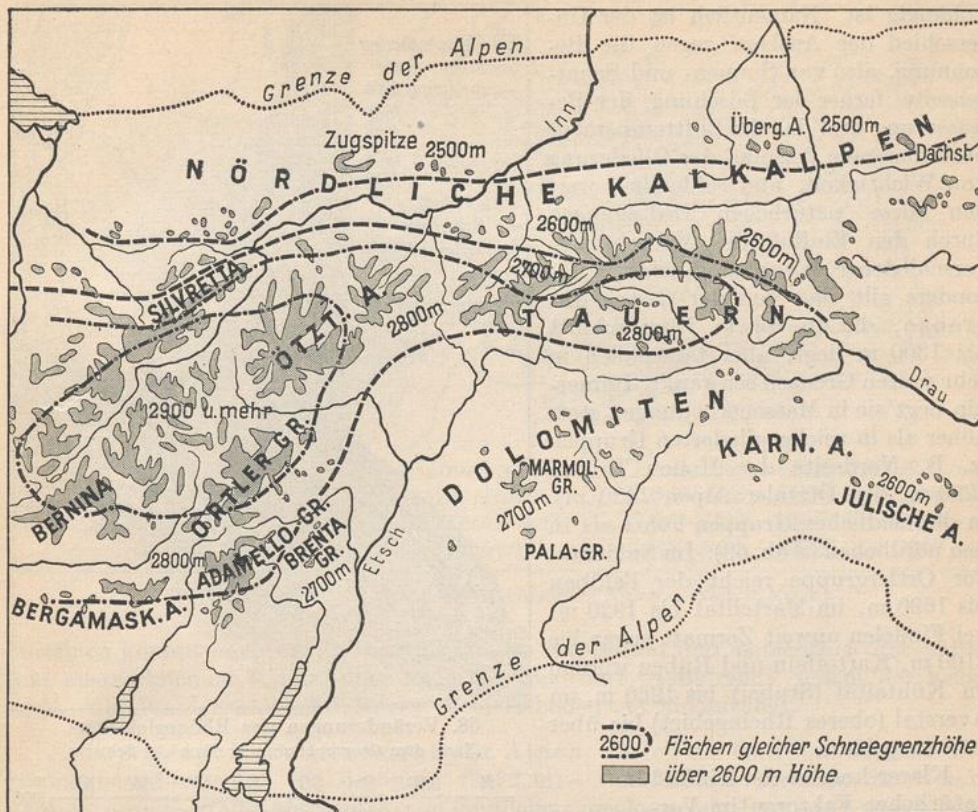 Grenze der Alpen
Inn
Zugspitze
2500m
Überg. A.
2500m
Dachst.
NÖRDLICHE KALKALPEN
2600m
2600m
2700m
SILVRETTA
ÖTZT. A.
2800m
TAUERN
2800m
2900 u. mehr
Drau
BERNINA
ORTLER GR.
DOLOMITEN
KARN. A.
MARMOL.
GR.
2700m
2600m
JULISCHE A.
2800m
ADAMELLO-GR.
BRENTA
GR.
2700m
Etsch
PALA-GR.
BERGAMASK. A.
Grenze der Alpen
2600 Flächen gleicher Schneegrenzhöhe
über 2600 m Höhe